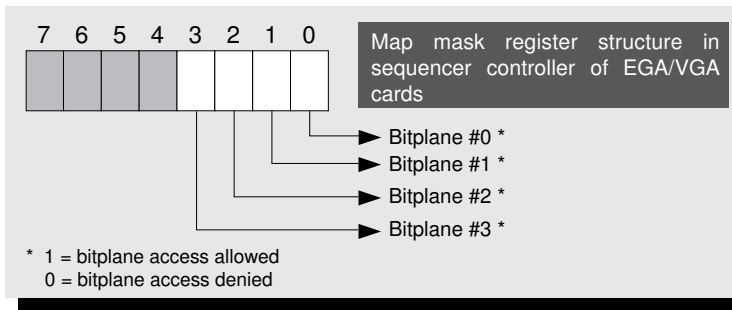 7 6 5 4 3 2 1 0
Map mask register structure in
sequencer controller of EGA/VGA
cards
Bitplane #0 *
Bitplane #1 *
Bitplane #2 *
Bitplane #3 *
* 1 = bitplane access allowed
0 = bitplane access denied